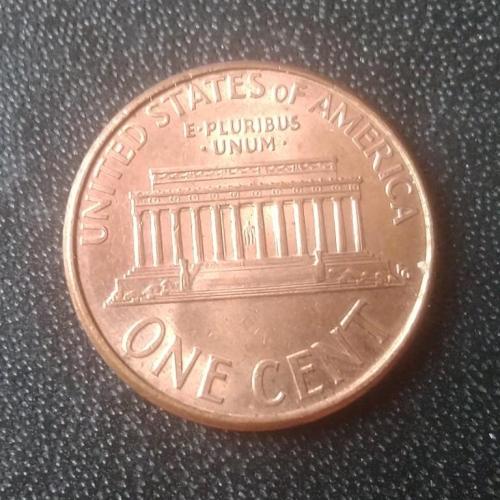 UNITED STATES OF AMERICA
E·PLURIBUS
·UNUM·
ONE CENT